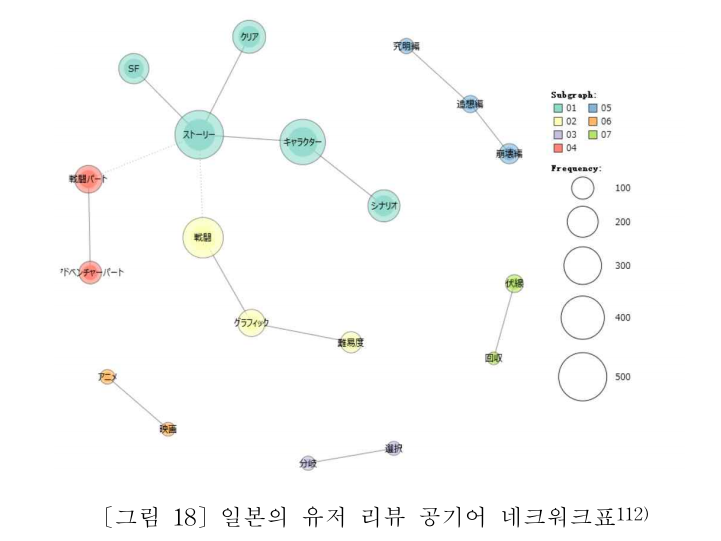 クリア
SF
ストーリー
キャラクター
シナリオ
戦闘パート
アドベンチャーパート
戦闘
グラフィック
難易度
アニメ
映画
分岐
選択
伏線
回収
究明編
追想編
崩壊編
Subgraph:
01 05
02 06
03 07
04
Frequency:
100
200
300
400
500
[그림 18] 일본의 유저 리뷰 공기어 네크워크표112)